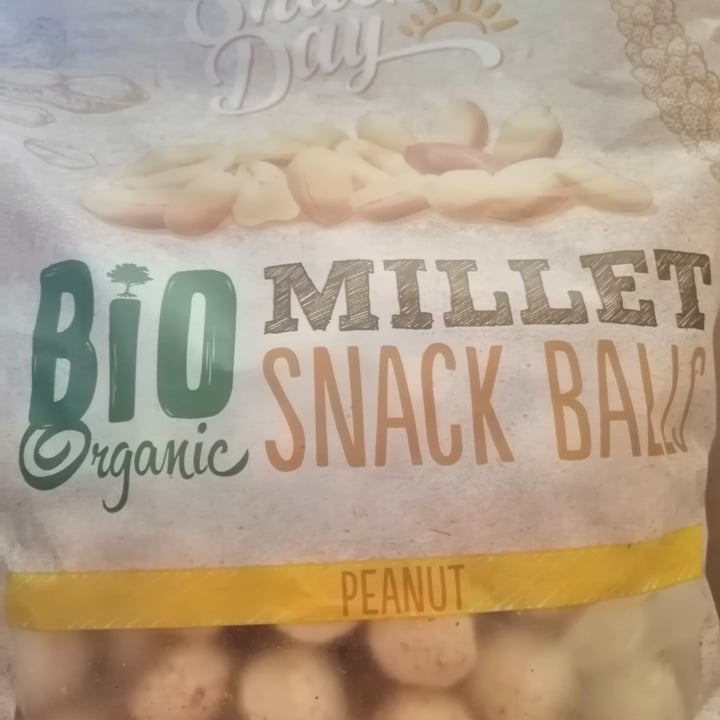 Day
BiO
Organic
MILLET
SNACK BALLS
PEANUT